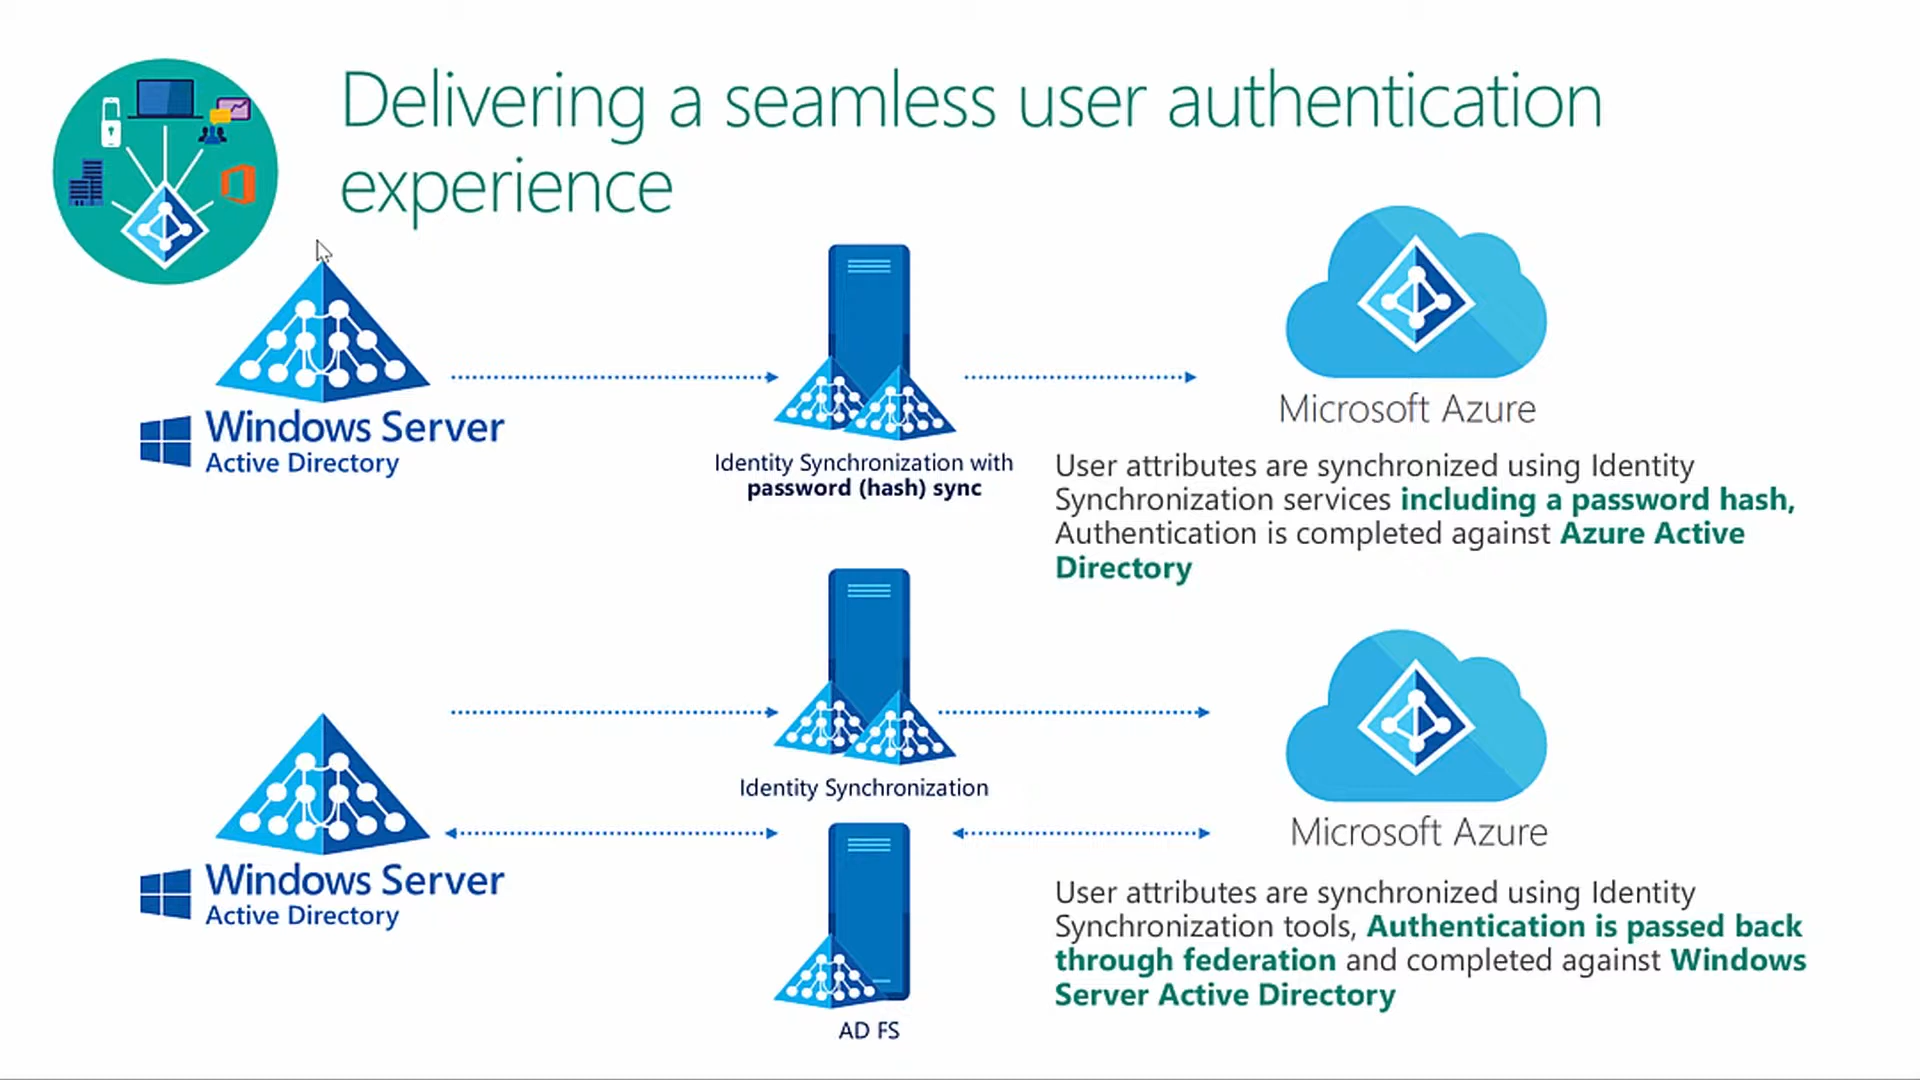 Delivering a seamless user authentication
experience
Windows Server
Active Directory
Identity Synchronization with
password (hash) sync
Microsoft Azure
User attributes are synchronized using Identity
Synchronization services including a password hash,
Authentication is completed against Azure Active
Directory
Windows Server
Active Directory
Identity Synchronization
AD FS
Microsoft Azure
User attributes are synchronized using Identity
Synchronization tools, Authentication is passed back
through federation and completed against Windows
Server Active Directory